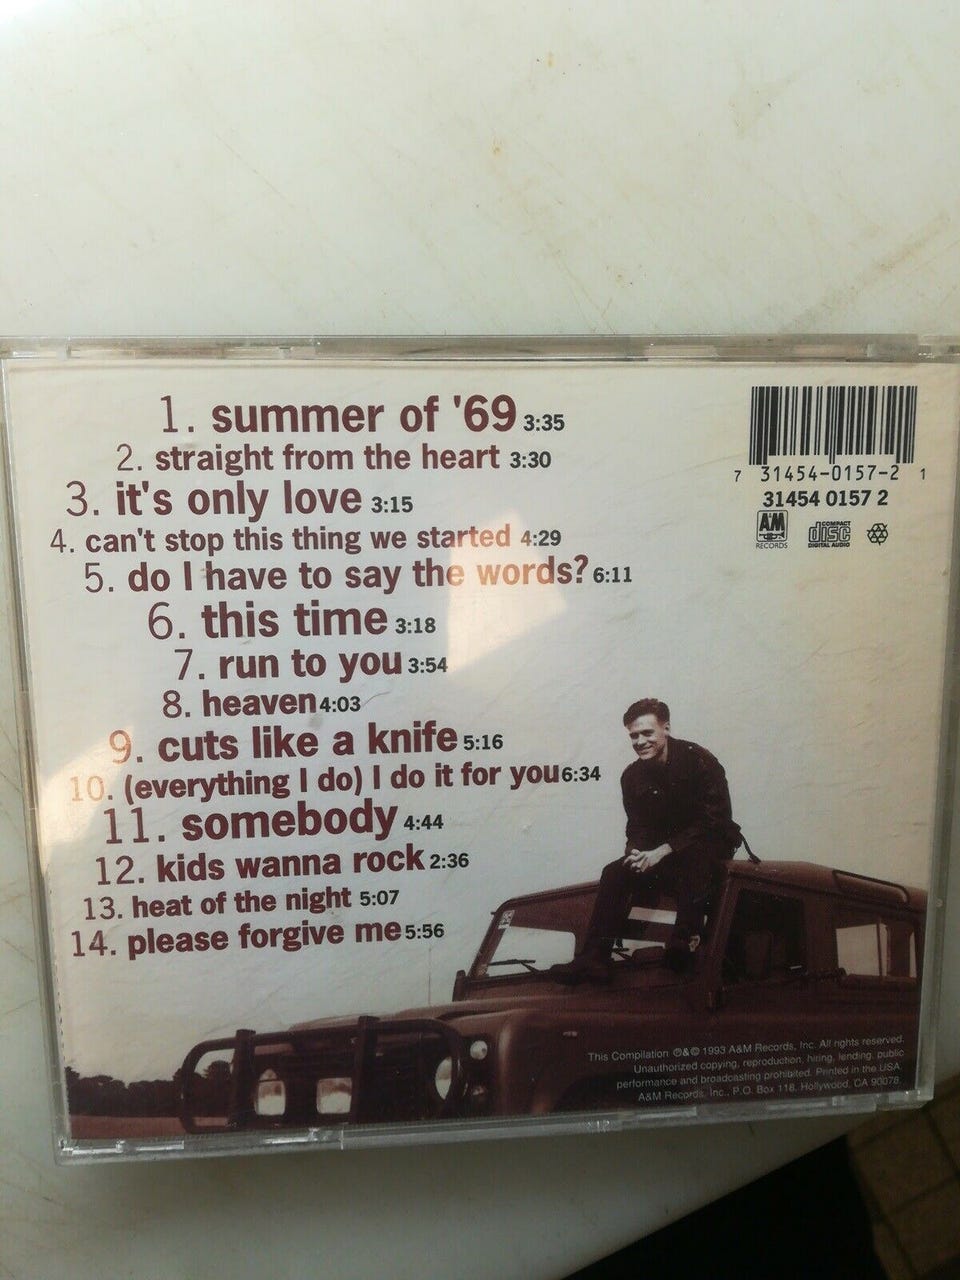 1. summer of '69 3:35
2. straight from the heart 3:30
3. it's only love 3:15
4. can't stop this thing we started 4:29
5. do I have to say the words? 6:11
6. this time 3:18
7. run to you 3:54
8. heaven 4:03
9. cuts like a knife 5:16
10. (everything I do) I do it for you 6:34
11. somebody 4:44
12. kids wanna rock 2:36
13. heat of the night 5:07
14. please forgive me 5:56
7 31454-0157-2 1
31454 0157 2
A&M RECORDS
COMPACT disc DIGITAL AUDIO
This Compilation ℗&© 1993 A&M Records, Inc. All rights reserved.
Unauthorized copying, reproduction, hiring, lending, public
performance and broadcasting prohibited. Printed in the USA.
A&M Records, Inc., P.O. Box 118, Hollywood, CA 90078.